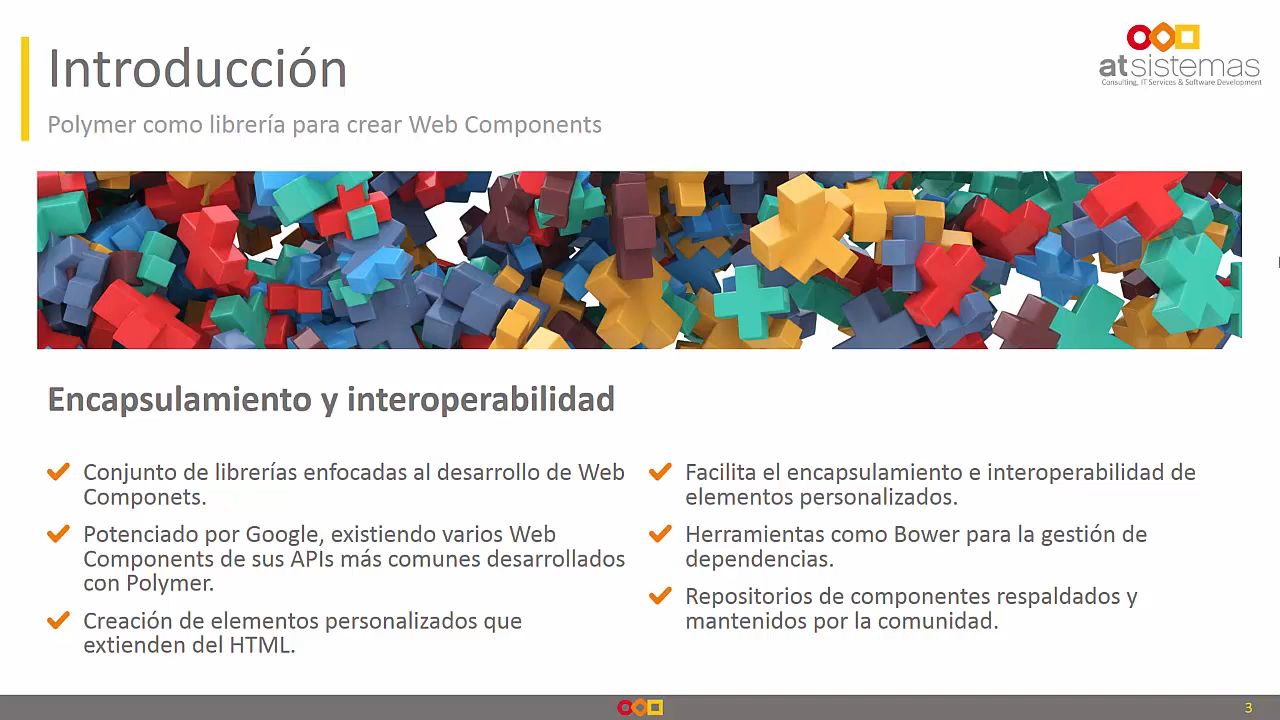 Introducción
Polymer como librería para crear Web Components
atsistemas
Consulting, IT Services & Software Development
Encapsulamiento y interoperabilidad
Conjunto de librerías enfocadas al desarrollo de Web
Componets.
Potenciado por Google, existiendo varios Web
Components de sus APIs más comunes desarrollados
con Polymer.
Creación de elementos personalizados que
extienden del HTML.
Facilita el encapsulamiento e interoperabilidad de
elementos personalizados.
Herramientas como Bower para la gestión de
dependencias.
Repositorios de componentes respaldados y
mantenidos por la comunidad.
3